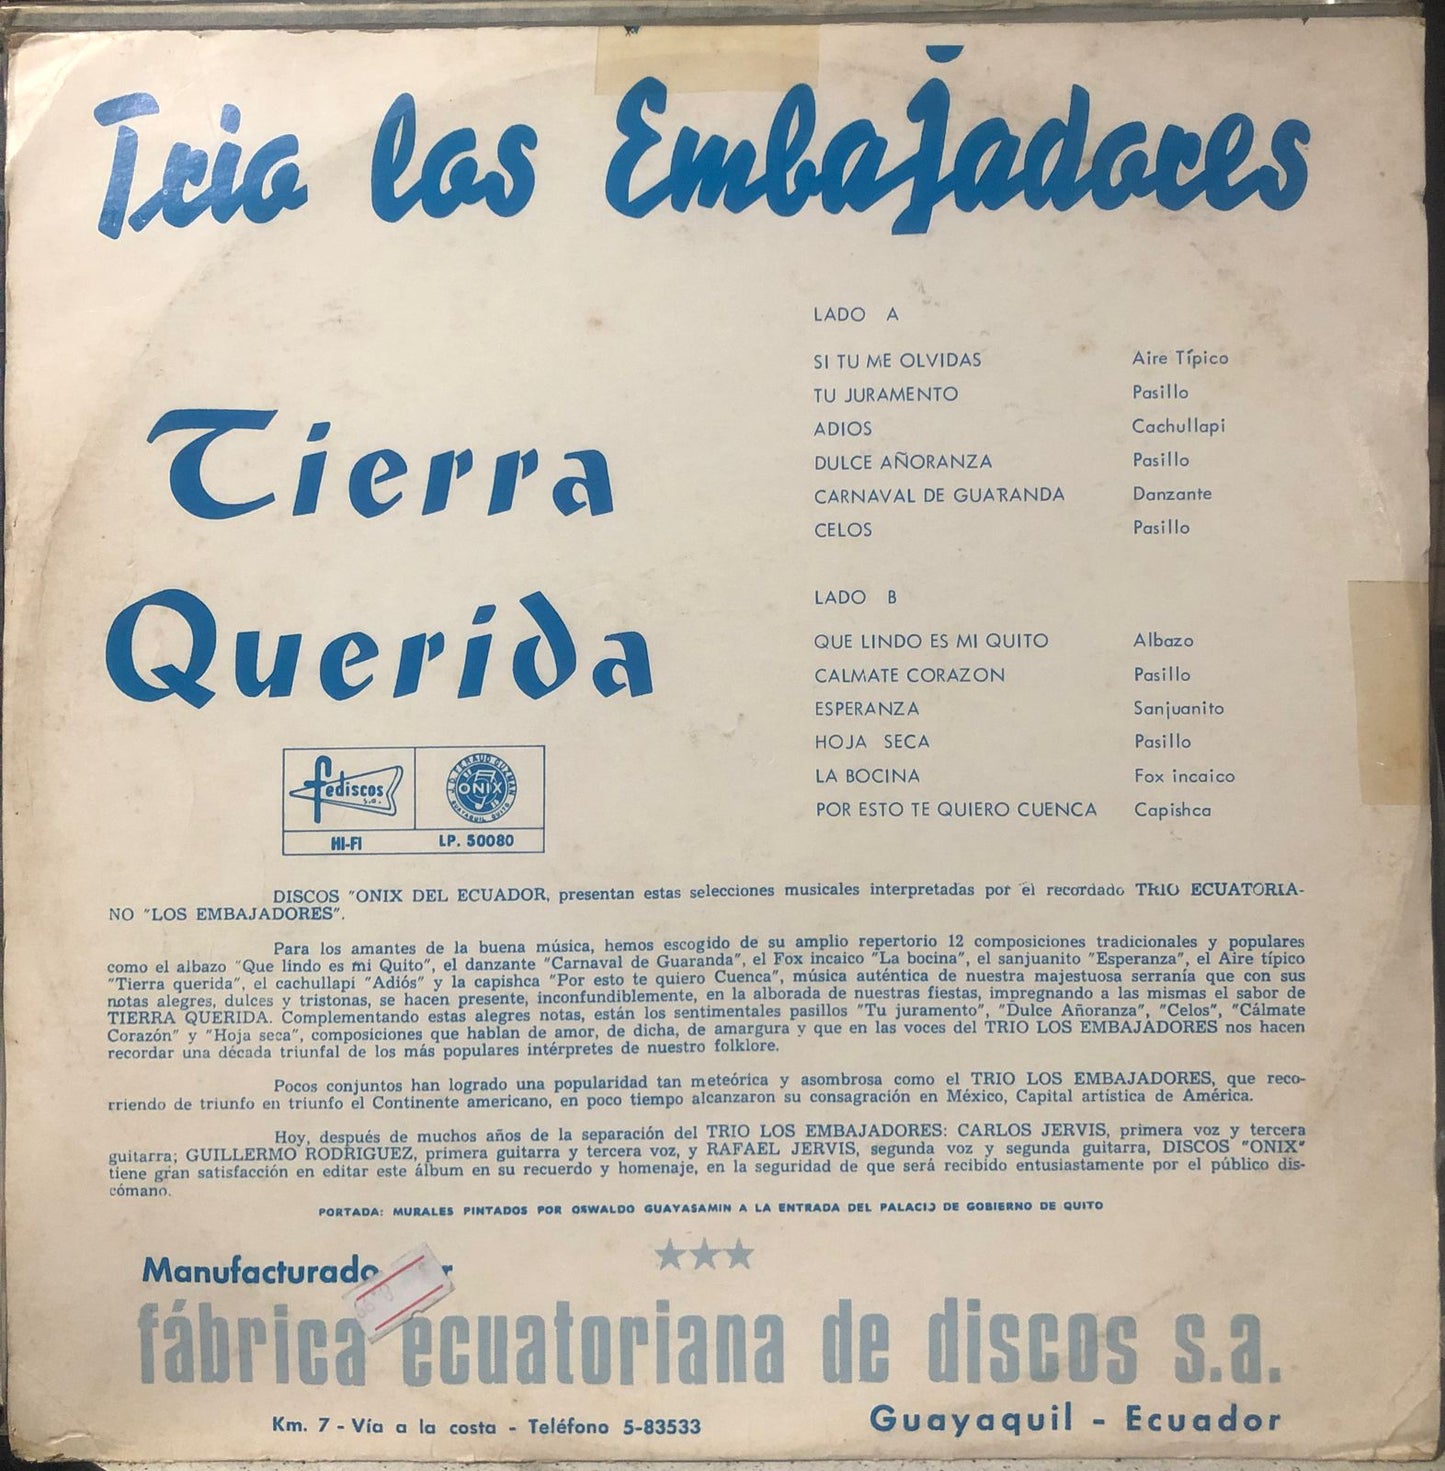 Trio los Embajadores
Tierra
Querida
LADO A
SI TU ME OLVIDAS Aire Típico
TU JURAMENTO Pasillo
ADIOS Cachullapi
DULCE AÑORANZA Pasillo
CARNAVAL DE GUARANDA Danzante
CELOS Pasillo
LADO B
QUE LINDO ES MI QUITO Albazo
CALMATE CORAZON Pasillo
ESPERANZA Sanjuanito
HOJA SECA Pasillo
LA BOCINA Fox incaico
POR ESTO TE QUIERO CUENCA Capishca
fediscos
s.a.
J.D. FERAUD GUZMAN
ONIX
GUAYAQUIL QUITO
HI-FI LP. 50080
DISCOS "ONIX DEL ECUADOR, presentan estas selecciones musicales interpretadas por el recordado TRIO ECUATORIA-
NO "LOS EMBAJADORES".
Para los amantes de la buena música, hemos escogido de su amplio repertorio 12 composiciones tradicionales y populares
como el albazo "Que lindo es mi Quito", el danzante "Carnaval de Guaranda", el Fox incaico "La bocina", el sanjuanito "Esperanza", el Aire típico
"Tierra querida", el cachullapi "Adiós" y la capishca "Por esto te quiero Cuenca", música auténtica de nuestra majestuosa serranía que con sus
notas alegres, dulces y tristonas, se hacen presente, inconfundiblemente, en la alborada de nuestras fiestas, impregnando a las mismas el sabor de
TIERRA QUERIDA. Complementando estas alegres notas, están los sentimentales pasillos "Tu juramento", "Dulce Añoranza", "Celos", "Cálmate
Corazón" y "Hoja seca", composiciones que hablan de amor, de dicha, de amargura y que en las voces del TRIO LOS EMBAJADORES nos hacen
recordar una década triunfal de los más populares intérpretes de nuestro folklore.
Pocos conjuntos han logrado una popularidad tan meteórica y asombrosa como el TRIO LOS EMBAJADORES, que reco-
rriendo de triunfo en triunfo el Continente americano, en poco tiempo alcanzaron su consagración en México, Capital artística de América.
Hoy, después de muchos años de la separación del TRIO LOS EMBAJADORES: CARLOS JERVIS, primera voz y tercera
guitarra; GUILLERMO RODRIGUEZ, primera guitarra y tercera voz, y RAFAEL JERVIS, segunda voz y segunda guitarra, DISCOS "ONIX"
tiene gran satisfacción en editar este álbum en su recuerdo y homenaje, en la seguridad de que será recibido entusiastamente por el público dis-
cómano.
PORTADA: MURALES PINTADOS POR OSWALDO GUAYASAMIN A LA ENTRADA DEL PALACIO DE GOBIERNO DE QUITO
Manufacturado
fábrica ecuatoriana de discos s.a.
Km. 7 - Vía a la costa - Teléfono 5-83533 Guayaquil - Ecuador